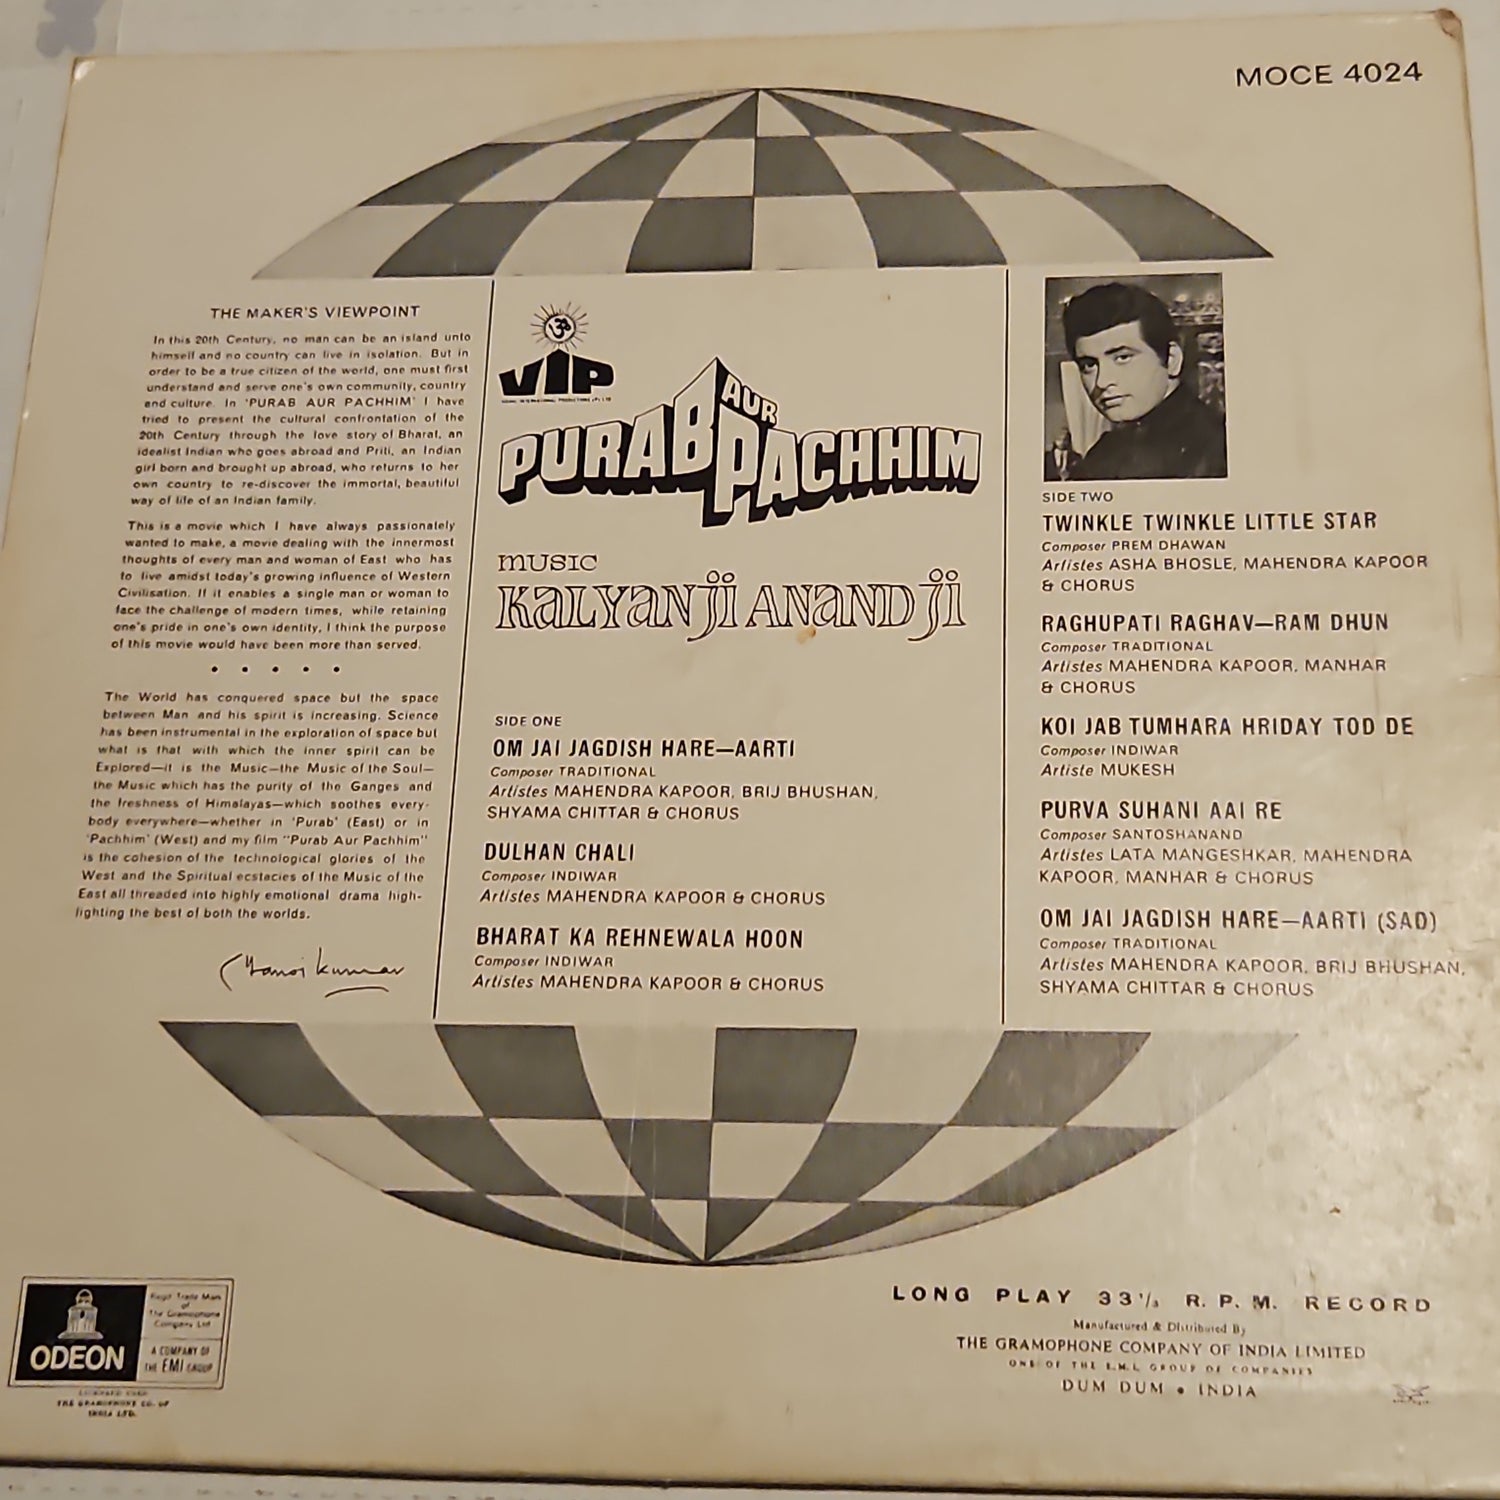 MOCE 4024
THE MAKER'S VIEWPOINT
In this 20th Century, no man can be an island unto
himself and no country can live in isolation. But in
order to be a true citizen of the world, one must first
understand and serve one's own community, country
and culture. In 'PURAB AUR PACHHIM' I have
tried to present the cultural confrontation of the
20th Century through the love story of Bharat, an
idealist Indian who goes abroad and Priti, an Indian
girl born and brought up abroad, who returns to her
own country to re-discover the immortal, beautiful
way of life of an Indian family.
This is a movie which I have always passionately
wanted to make, a movie dealing with the innermost
thoughts of every man and woman of East who has
to live amidst today's growing influence of Western
Civilisation. If it enables a single man or woman to
face the challenge of modern times, while retaining
one's pride in one's own identity, I think the purpose
of this movie would have been more than served.
• • • • •
The World has conquered space but the space
between Man and his spirit is increasing. Science
has been instrumental in the exploration of space but
what is that with which the inner spirit can be
Explored—it is the Music—the Music of the Soul—
the Music which has the purity of the Ganges and
the freshness of Himalayas—which soothes every-
body everywhere—whether in 'Purab' (East) or in
'Pachhim' (West) and my film "Purab Aur Pachhim"
is the cohesion of the technological glories of the
West and the Spiritual ecstacies of the Music of the
East all threaded into highly emotional drama high-
lighting the best of both the worlds.
Manoj Kumar
ॐ
VIP
PURAB AUR PACHHIM
MUSIC
KALYANJI ANANDJI
SIDE ONE
OM JAI JAGDISH HARE—AARTI
Composer TRADITIONAL
Artistes MAHENDRA KAPOOR, BRIJ BHUSHAN,
SHYAMA CHITTAR & CHORUS
DULHAN CHALI
Composer INDIWAR
Artistes MAHENDRA KAPOOR & CHORUS
BHARAT KA REHNEWALA HOON
Composer INDIWAR
Artistes MAHENDRA KAPOOR & CHORUS
SIDE TWO
TWINKLE TWINKLE LITTLE STAR
Composer PREM DHAWAN
Artistes ASHA BHOSLE, MAHENDRA KAPOOR
& CHORUS
RAGHUPATI RAGHAV—RAM DHUN
Composer TRADITIONAL
Artistes MAHENDRA KAPOOR, MANHAR
& CHORUS
KOI JAB TUMHARA HRIDAY TOD DE
Composer INDIWAR
Artiste MUKESH
PURVA SUHANI AAI RE
Composer SANTOSHANAND
Artistes LATA MANGESHKAR, MAHENDRA
KAPOOR, MANHAR & CHORUS
OM JAI JAGDISH HARE—AARTI (SAD)
Composer TRADITIONAL
Artistes MAHENDRA KAPOOR, BRIJ BHUSHAN,
SHYAMA CHITTAR & CHORUS
ODEON
Regd Trade Mark
of
The Gramophone
Company Ltd
A COMPANY OF
THE EMI GROUP
THE GRAMOPHONE CO. OF
INDIA LTD.
LONG PLAY 33⅓ R. P. M. RECORD
Manufactured & Distributed By
THE GRAMOPHONE COMPANY OF INDIA LIMITED
ONE OF THE E.M.I. GROUP OF COMPANIES
DUM DUM • INDIA